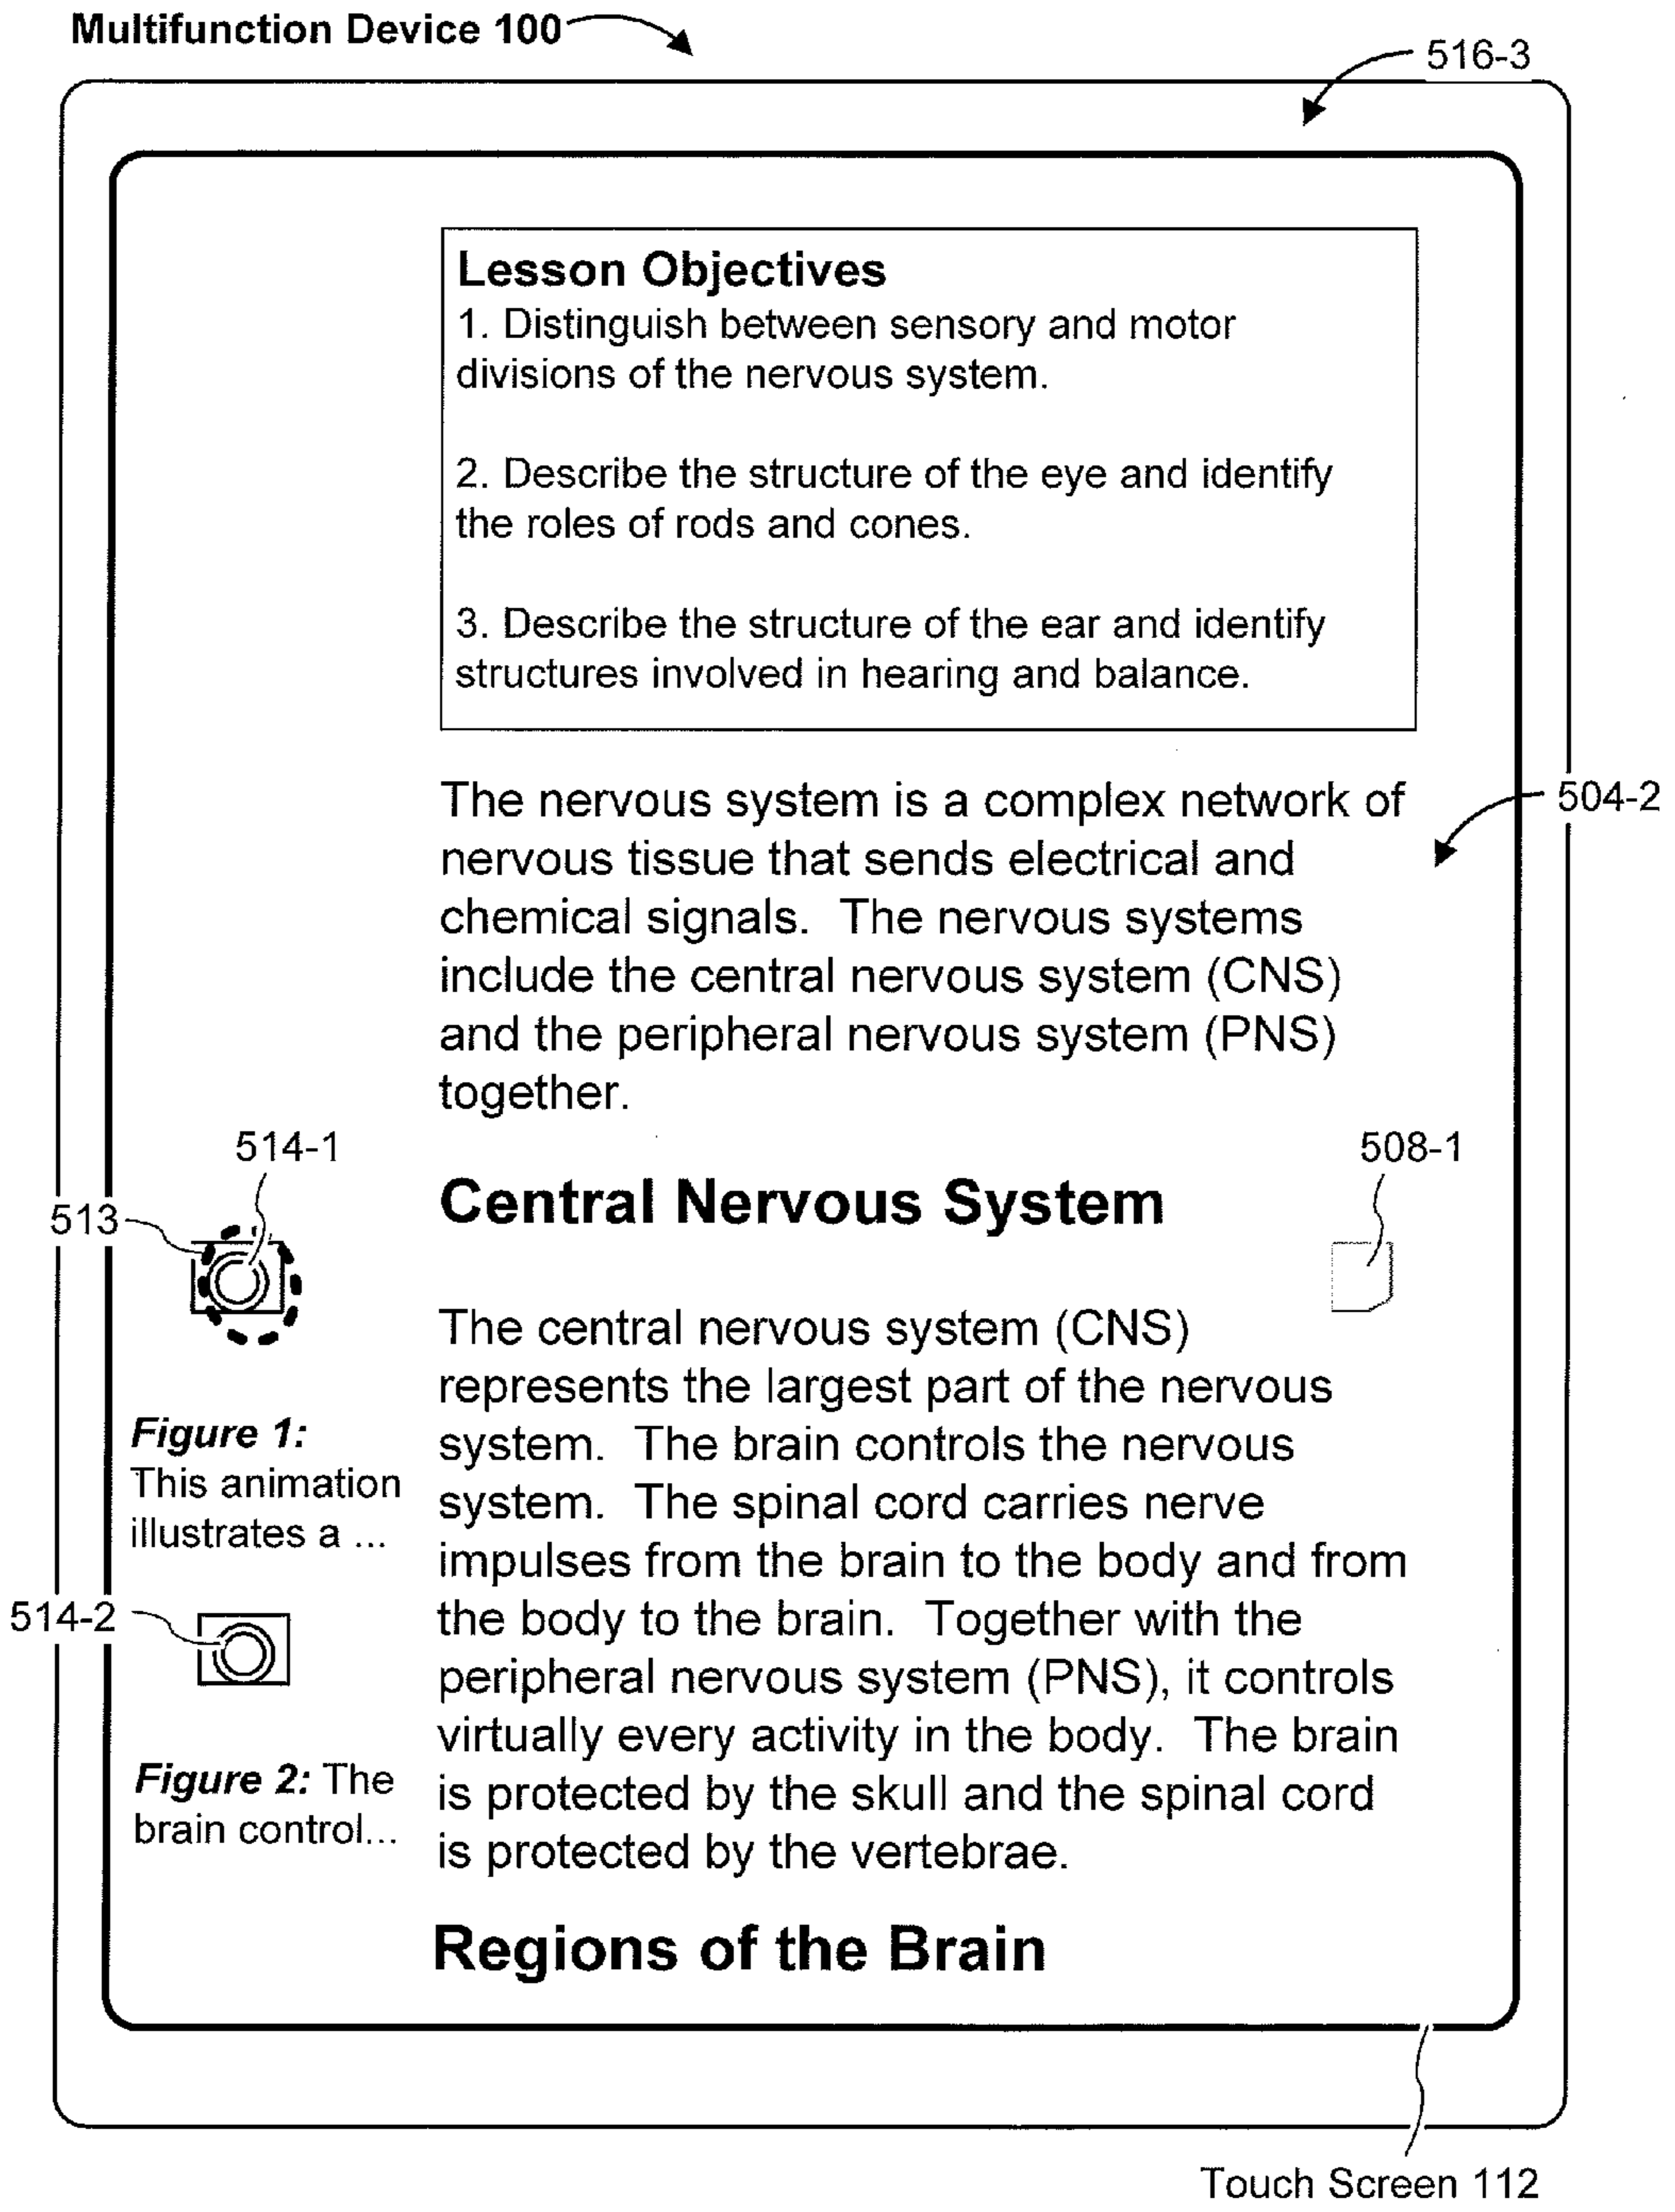 Multifunction Device 100
516-3
Lesson Objectives
1. Distinguish between sensory and motor
divisions of the nervous system.
2. Describe the structure of the eye and identify
the roles of rods and cones.
3. Describe the structure of the ear and identify
structures involved in hearing and balance.
The nervous system is a complex network of
nervous tissue that sends electrical and
chemical signals. The nervous systems
include the central nervous system (CNS)
and the peripheral nervous system (PNS)
together.
504-2
514-1
508-1
513
Central Nervous System
The central nervous system (CNS)
represents the largest part of the nervous
system. The brain controls the nervous
system. The spinal cord carries nerve
impulses from the brain to the body and from
the body to the brain. Together with the
peripheral nervous system (PNS), it controls
virtually every activity in the body. The brain
is protected by the skull and the spinal cord
is protected by the vertebrae.
Figure 1:
This animation
illustrates a ...
514-2
Figure 2: The
brain control...
Regions of the Brain
Touch Screen 112